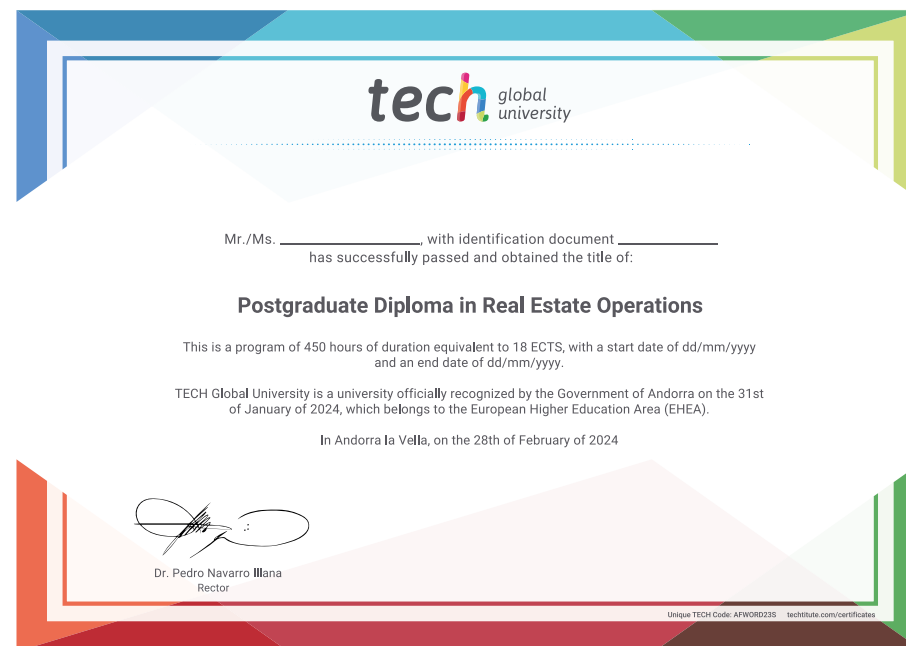 tech global
university
Mr./Ms. ____________________, with identification document ______________
has successfully passed and obtained the title of:
Postgraduate Diploma in Real Estate Operations
This is a program of 450 hours of duration equivalent to 18 ECTS, with a start date of dd/mm/yyyy
and an end date of dd/mm/yyyy.
TECH Global University is a university officially recognized by the Government of Andorra on the 31st
of January of 2024, which belongs to the European Higher Education Area (EHEA).
In Andorra la Vella, on the 28th of February of 2024
Dr. Pedro Navarro Illana
Rector
Unique TECH Code: AFWORD23S techtitute.com/certificates